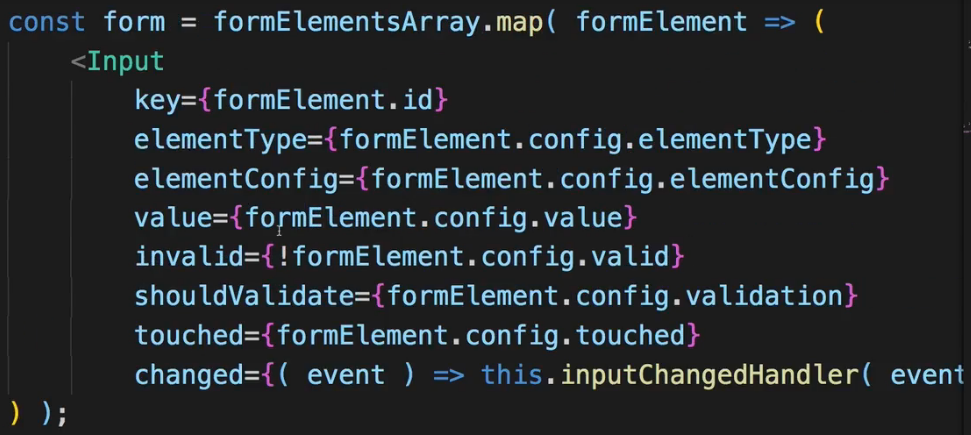 const form = formElementsArray.map( formElement => (
<Input
key={formElement.id}
elementType={formElement.config.elementType}
elementConfig={formElement.config.elementConfig}
value={formElement.config.value}
invalid={!formElement.config.valid}
shouldValidate={formElement.config.validation}
touched={formElement.config.touched}
changed={( event ) => this.inputChangedHandler( event
) );